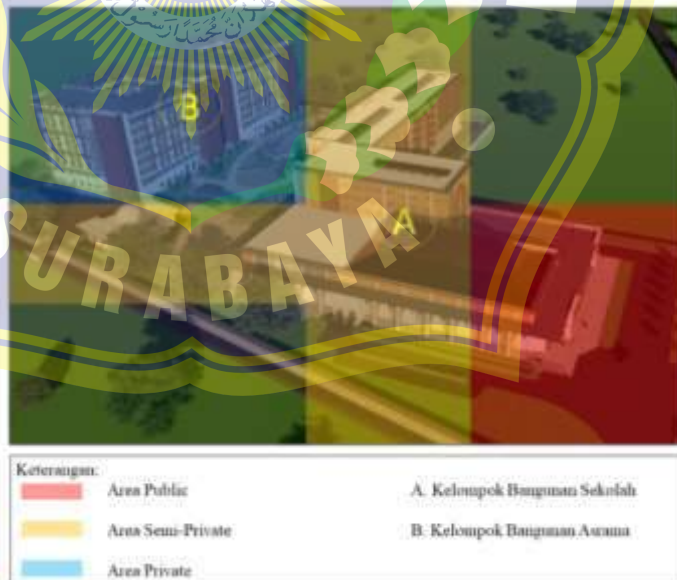 B
A
SURABAYA
Keterangan:
Area Public
A. Kelompok Bangunan Sekolah
Area Semi-Private
B. Kelompok Bangunan Asrama
Area Private